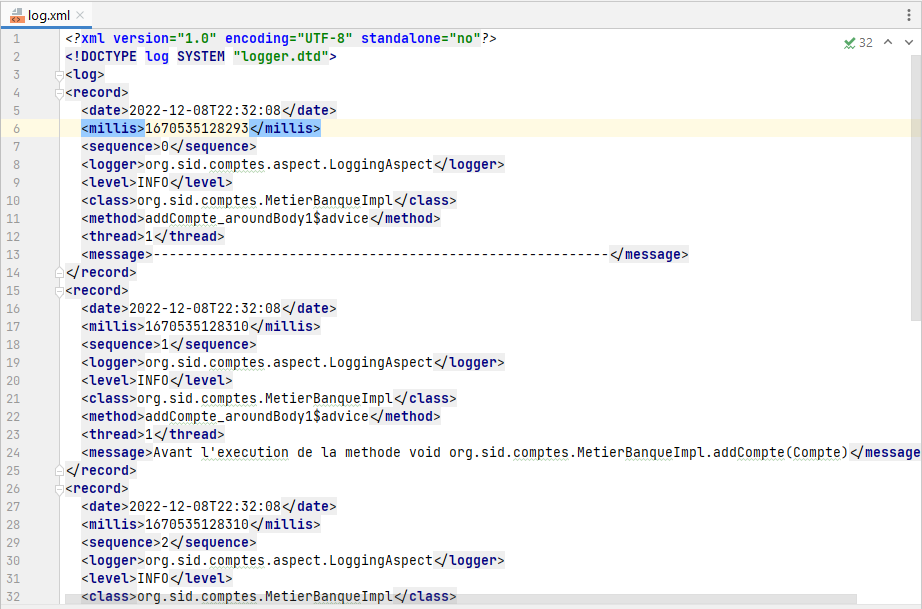 log.xml
32
1 <?xml version="1.0" encoding="UTF-8" standalone="no"?>
2 <!DOCTYPE log SYSTEM "logger.dtd">
3 <log>
4 <record>
5 <date>2022-12-08T22:32:08</date>
6 <millis>1670535128293</millis>
7 <sequence>0</sequence>
8 <logger>org.sid.comptes.aspect.LoggingAspect</logger>
9 <level>INFO</level>
10 <class>org.sid.comptes.MetierBanqueImpl</class>
11 <method>addCompte_aroundBody1$advice</method>
12 <thread>1</thread>
13 <message>---------------------------------------------------------</message>
14 </record>
15 <record>
16 <date>2022-12-08T22:32:08</date>
17 <millis>1670535128310</millis>
18 <sequence>1</sequence>
19 <logger>org.sid.comptes.aspect.LoggingAspect</logger>
20 <level>INFO</level>
21 <class>org.sid.comptes.MetierBanqueImpl</class>
22 <method>addCompte_aroundBody1$advice</method>
23 <thread>1</thread>
24 <message>Avant l'execution de la methode void org.sid.comptes.MetierBanqueImpl.addCompte(Compte)</message
25 </record>
26 <record>
27 <date>2022-12-08T22:32:08</date>
28 <millis>1670535128310</millis>
29 <sequence>2</sequence>
30 <logger>org.sid.comptes.aspect.LoggingAspect</logger>
31 <level>INFO</level>
32 <class>org.sid.comptes.MetierBanqueImpl</class>